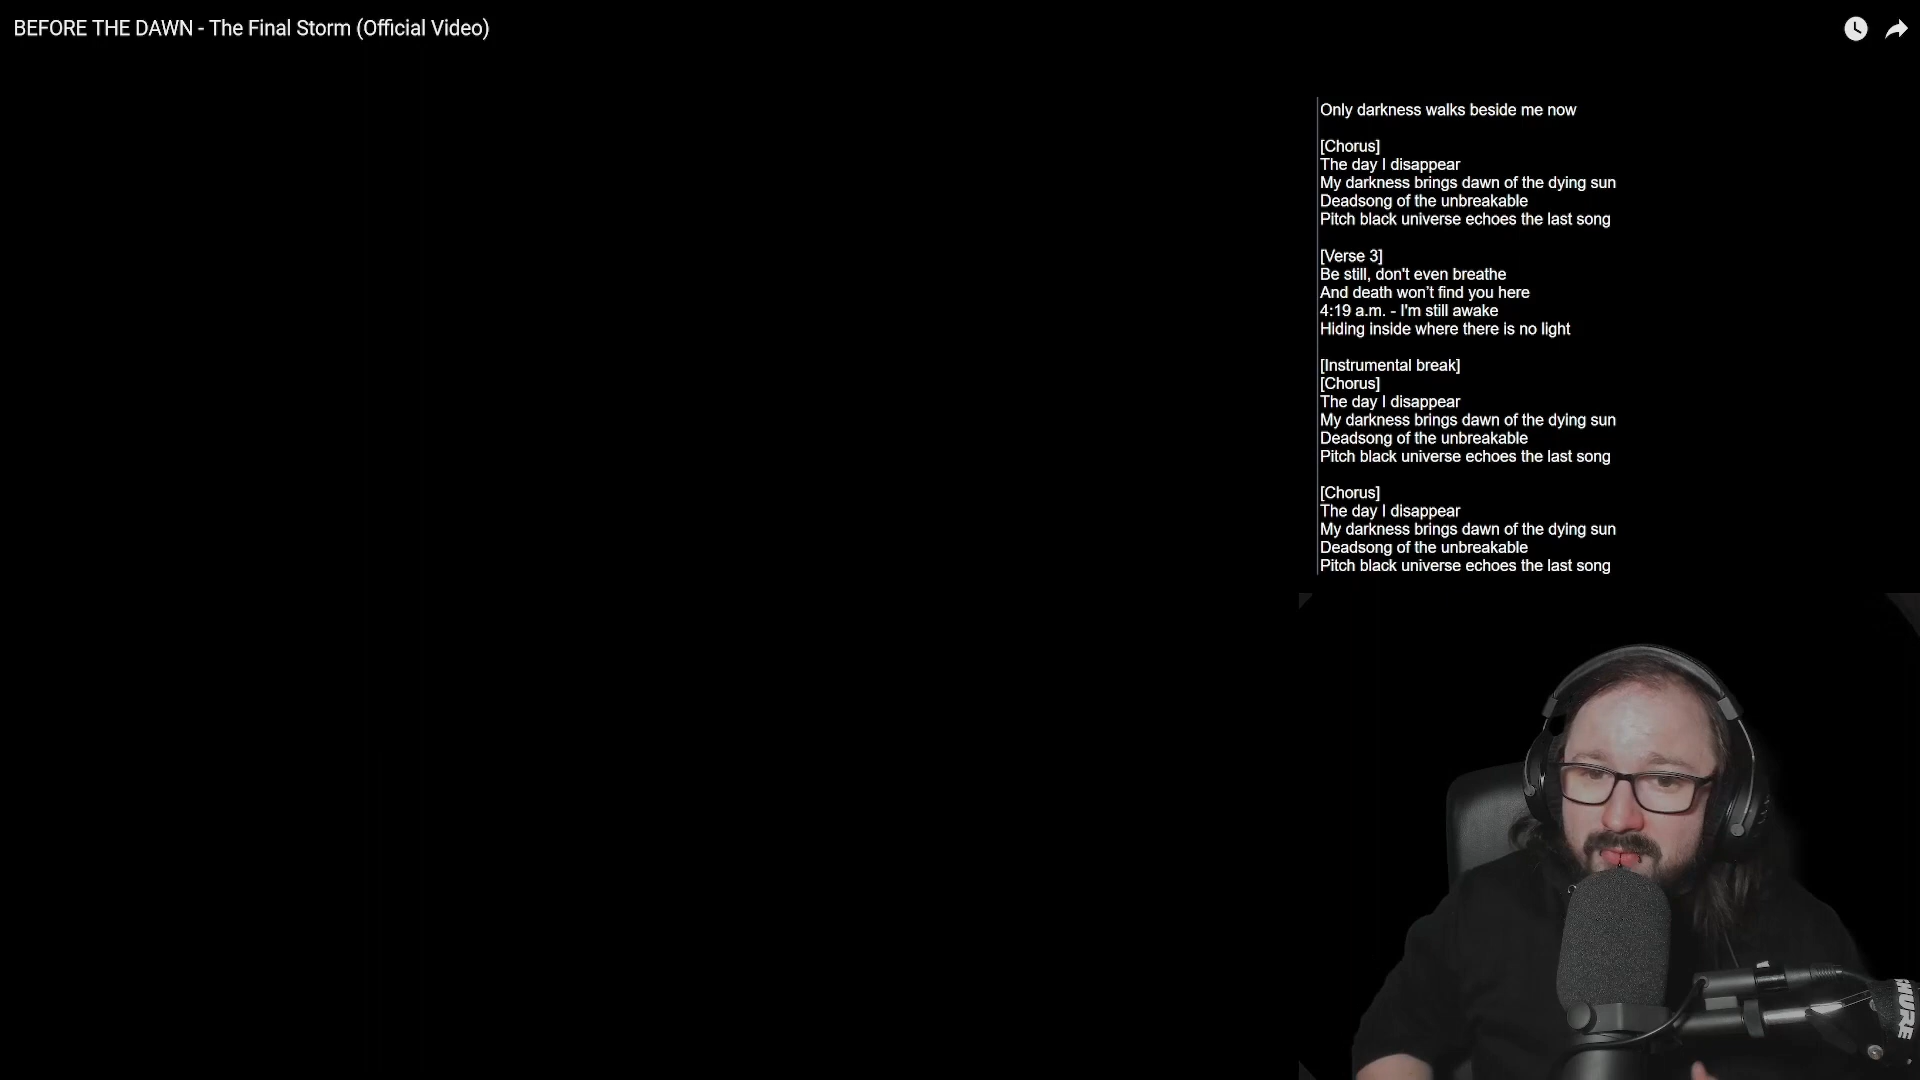 BEFORE THE DAWN - The Final Storm (Official Video)
Only darkness walks beside me now
[Chorus]
The day I disappear
My darkness brings dawn of the dying sun
Deadsong of the unbreakable
Pitch black universe echoes the last song
[Verse 3]
Be still, don't even breathe
And death won’t find you here
4:19 a.m. - I'm still awake
Hiding inside where there is no light
[Instrumental break]
[Chorus]
The day I disappear
My darkness brings dawn of the dying sun
Deadsong of the unbreakable
Pitch black universe echoes the last song
[Chorus]
The day I disappear
My darkness brings dawn of the dying sun
Deadsong of the unbreakable
Pitch black universe echoes the last song
SHURE